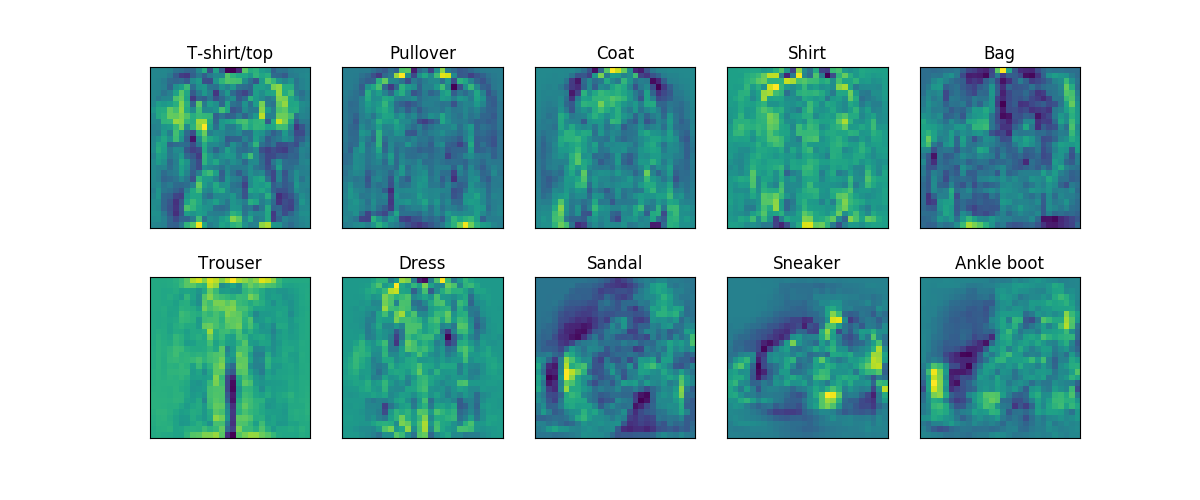 T-shirt/top
Pullover
Coat
Shirt
Bag
Trouser
Dress
Sandal
Sneaker
Ankle boot